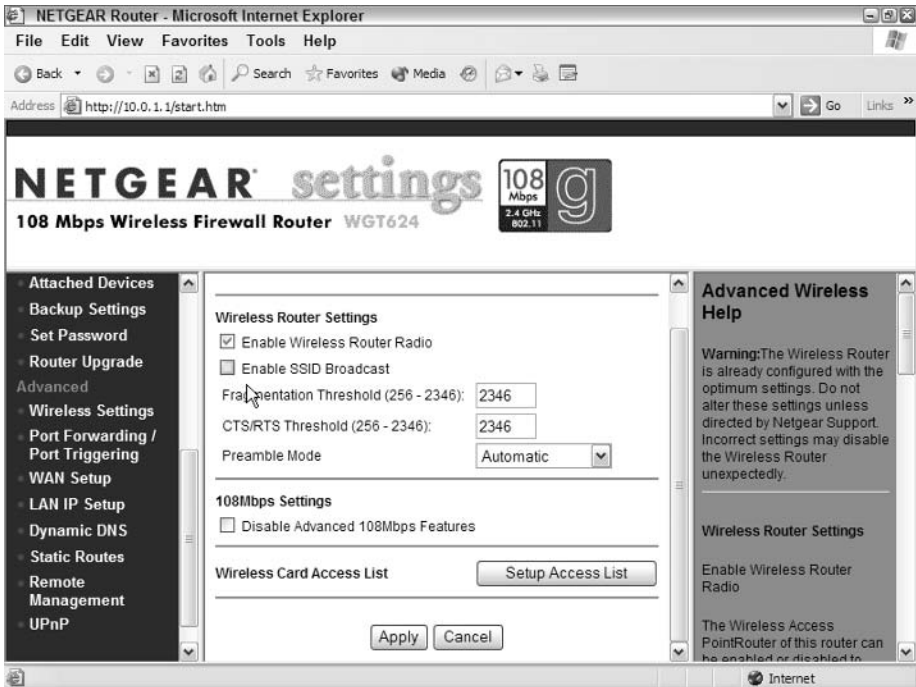 NETGEAR Router - Microsoft Internet Explorer
File Edit View Favorites Tools Help
Back Search Favorites Media
Address http://10.0.1.1/start.htm Go Links »
NETGEAR settings
108 Mbps Wireless Firewall Router WGT624
108
Mbps
2.4 GHz
802.11
g
Attached Devices
Backup Settings
Set Password
Router Upgrade
Advanced
Wireless Settings
Port Forwarding /
Port Triggering
WAN Setup
LAN IP Setup
Dynamic DNS
Static Routes
Remote
Management
UPnP
Wireless Router Settings
Enable Wireless Router Radio
Enable SSID Broadcast
Fragmentation Threshold (256 - 2346): 2346
CTS/RTS Threshold (256 - 2346): 2346
Preamble Mode Automatic
108Mbps Settings
Disable Advanced 108Mbps Features
Wireless Card Access List Setup Access List
Apply Cancel
Advanced Wireless
Help
Warning:The Wireless Router
is already configured with the
optimum settings. Do not
alter these settings unless
directed by Netgear Support.
Incorrect settings may disable
the Wireless Router
unexpectedly.
Wireless Router Settings
Enable Wireless Router
Radio
The Wireless Access
PointRouter of this router can
be enabled or disabled to
Internet